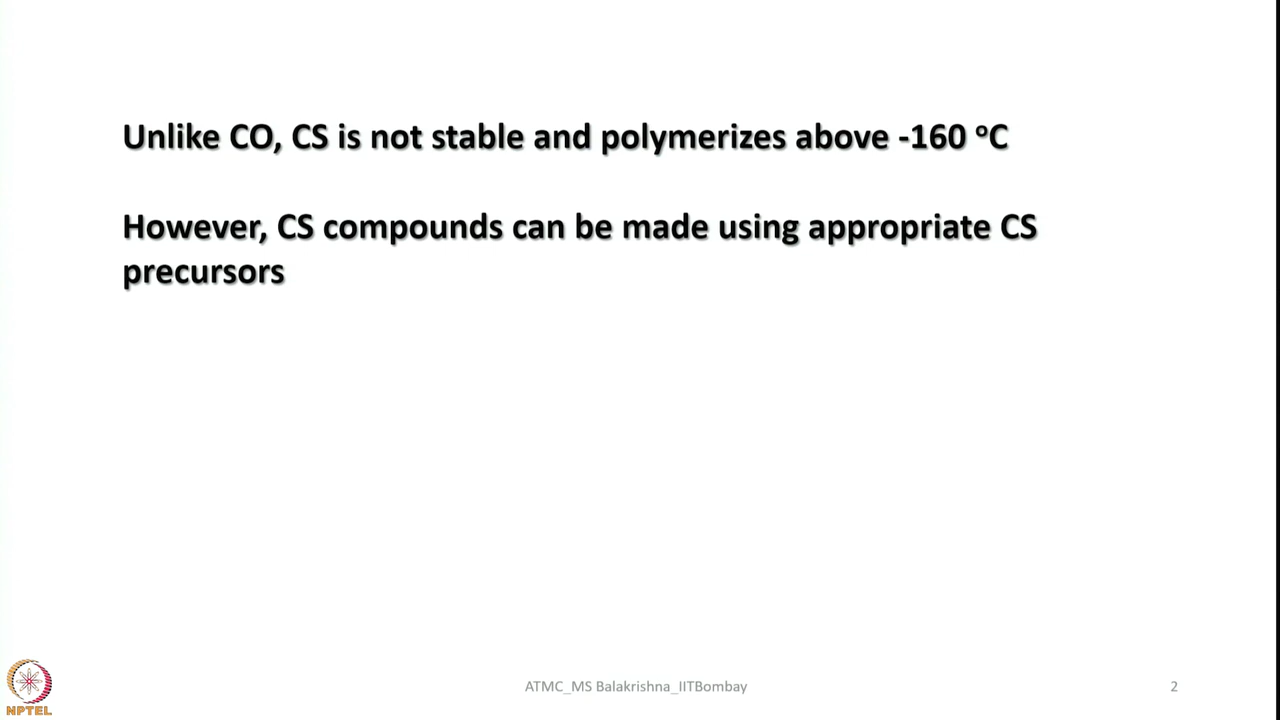 Unlike CO, CS is not stable and polymerizes above -160 ºC
However, CS compounds can be made using appropriate CS
precursors
NPTEL
ATMC_MS Balakrishna_IITBombay
2